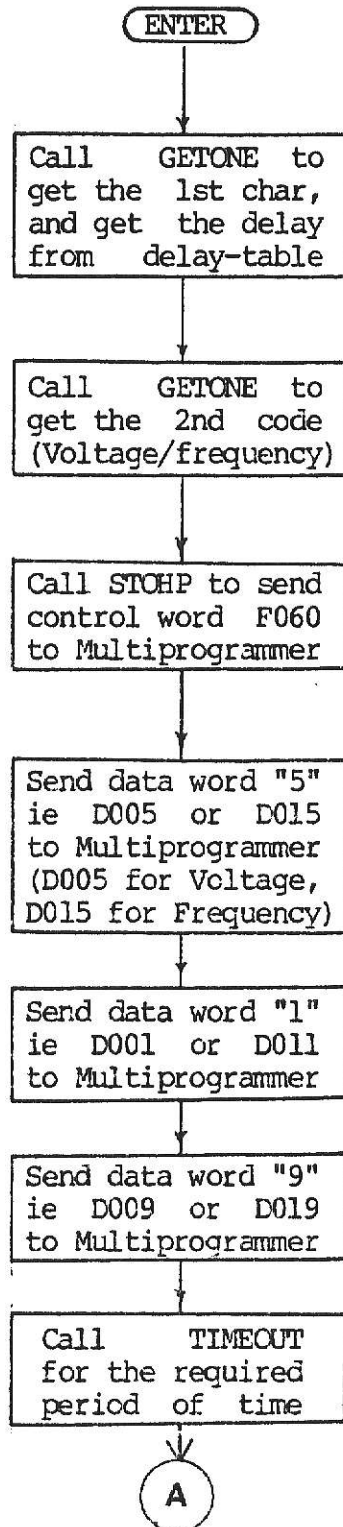 ENTER
Call GETONE to
get the 1st char,
and get the delay
from delay-table
Call GETONE to
get the 2nd code
(Voltage/frequency)
Call STOHP to send
control word F060
to Multiprogrammer
Send data word "5"
ie D005 or D015
to Multiprogrammer
(D005 for Voltage,
D015 for Frequency)
Send data word "1"
ie D001 or D011
to Multiprogrammer
Send data word "9"
ie D009 or D019
to Multiprogrammer
Call TIMEOUT
for the required
period of time
A